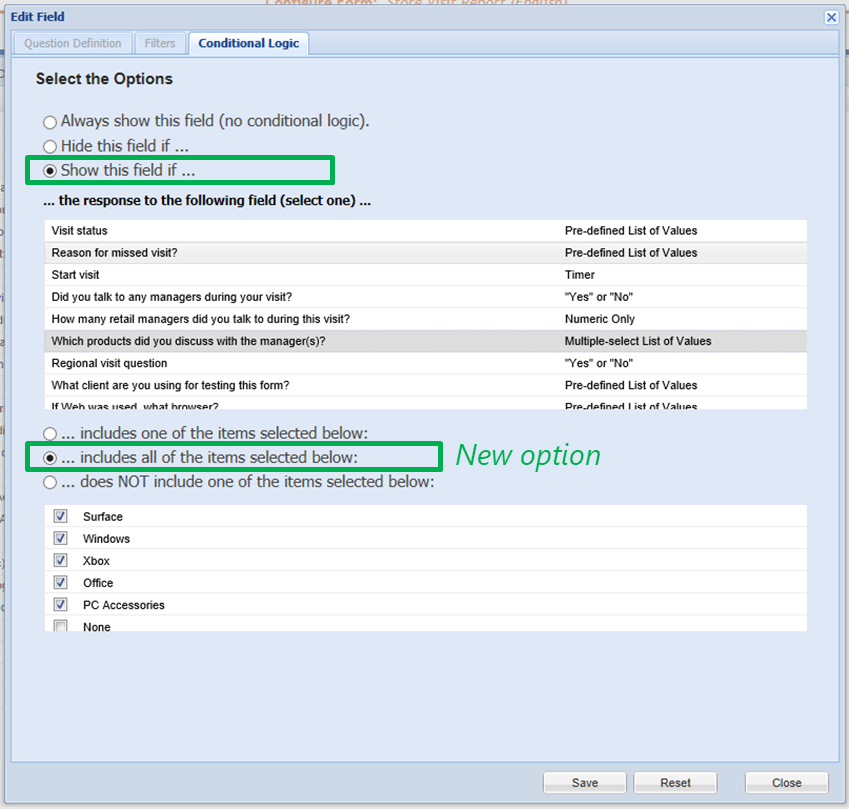 Configure Form: Store Visit Report (English)
Edit Field
Question Definition Filters Conditional Logic
Select the Options
Always show this field (no conditional logic).
Hide this field if ...
Show this field if ...
... the response to the following field (select one) ...
Visit status Pre-defined List of Values
Reason for missed visit? Pre-defined List of Values
Start visit Timer
Did you talk to any managers during your visit? "Yes" or "No"
How many retail managers did you talk to during this visit? Numeric Only
Which products did you discuss with the manager(s)? Multiple-select List of Values
Regional visit question "Yes" or "No"
What client are you using for testing this form? Pre-defined List of Values
If Web was used, what browser? Pre-defined List of Values
... includes one of the items selected below:
... includes all of the items selected below: New option
... does NOT include one of the items selected below:
Surface
Windows
Xbox
Office
PC Accessories
None
Save Reset Close